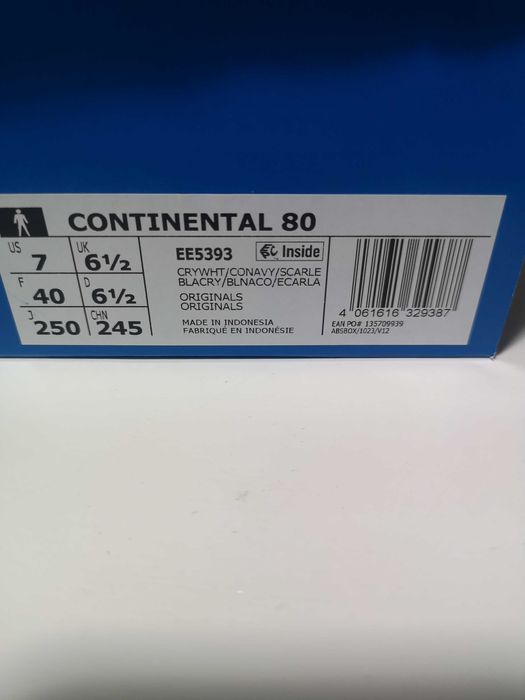 CONTINENTAL 80
US 7 UK 6½
F 40 D 6½
J 250 CHN 245
EE5393 Inside
CRYWHT/CONAVY/SCARLE
BLACRY/BLNACO/ECARLA
ORIGINALS
ORIGINALS
MADE IN INDONESIA
FABRIQUÉ EN INDONÉSIE
4 061616 329387
EAN PO# 135709939
ABSBOX/1023/V12